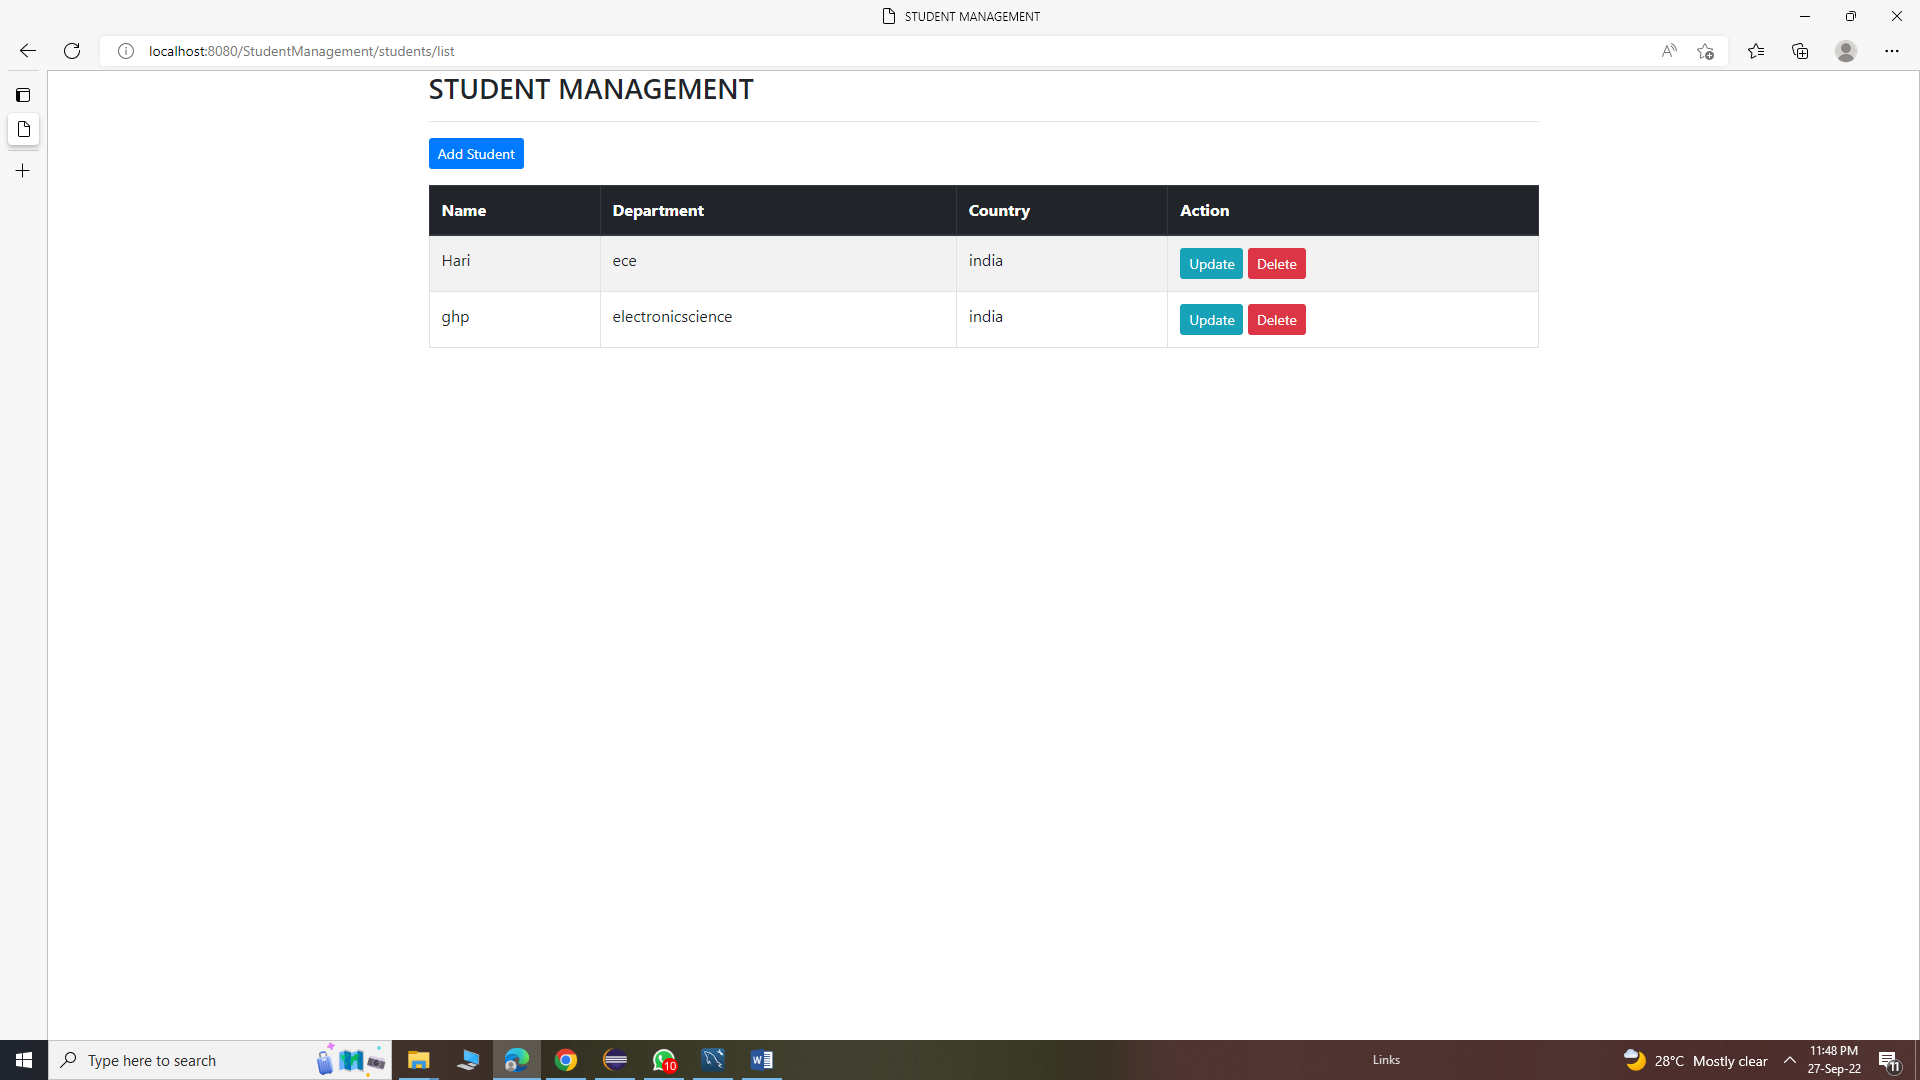 STUDENT MANAGEMENT
localhost:8080/StudentManagement/students/list
STUDENT MANAGEMENT
Add Student
Name Department Country Action
Hari ece india Update Delete
ghp electronicscience india Update Delete
Type here to search 10 Links 28°C Mostly clear 11:48 PM
27-Sep-22 11